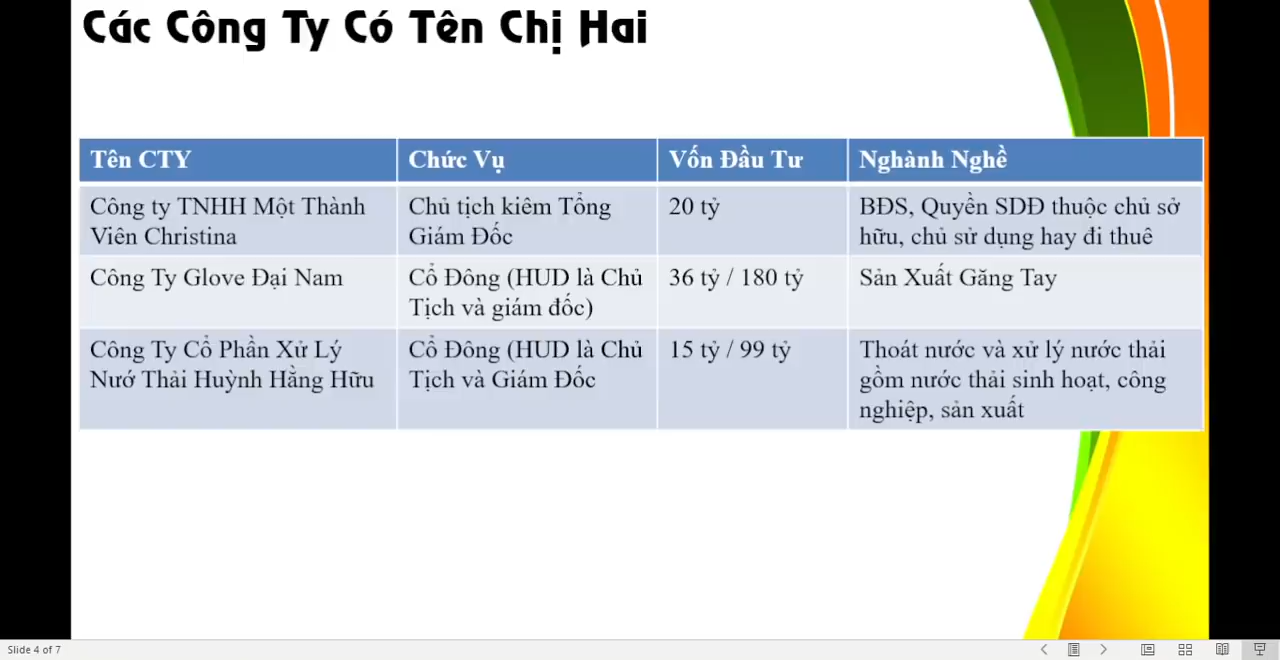 Các Công Ty Có Tên Chị Hai
Tên CTY
Chức Vụ
Vốn Đầu Tư
Nghành Nghề
Công ty TNHH Một Thành
Viên Christina
Chủ tịch kiêm Tổng
Giám Đốc
20 tỷ
BĐS, Quyền SDĐ thuộc chủ sở
hữu, chủ sử dụng hay đi thuê
Công Ty Glove Đại Nam
Cổ Đông (HUD là Chủ
Tịch và giám đốc)
36 tỷ / 180 tỷ
Sản Xuất Găng Tay
Công Ty Cổ Phần Xử Lý
Nướ Thải Huỳnh Hằng Hữu
Cổ Đông (HUD là Chủ
Tịch và Giám Đốc
15 tỷ / 99 tỷ
Thoát nước và xử lý nước thải
gồm nước thải sinh hoạt, công
nghiệp, sản xuất
Slide 4 of 7